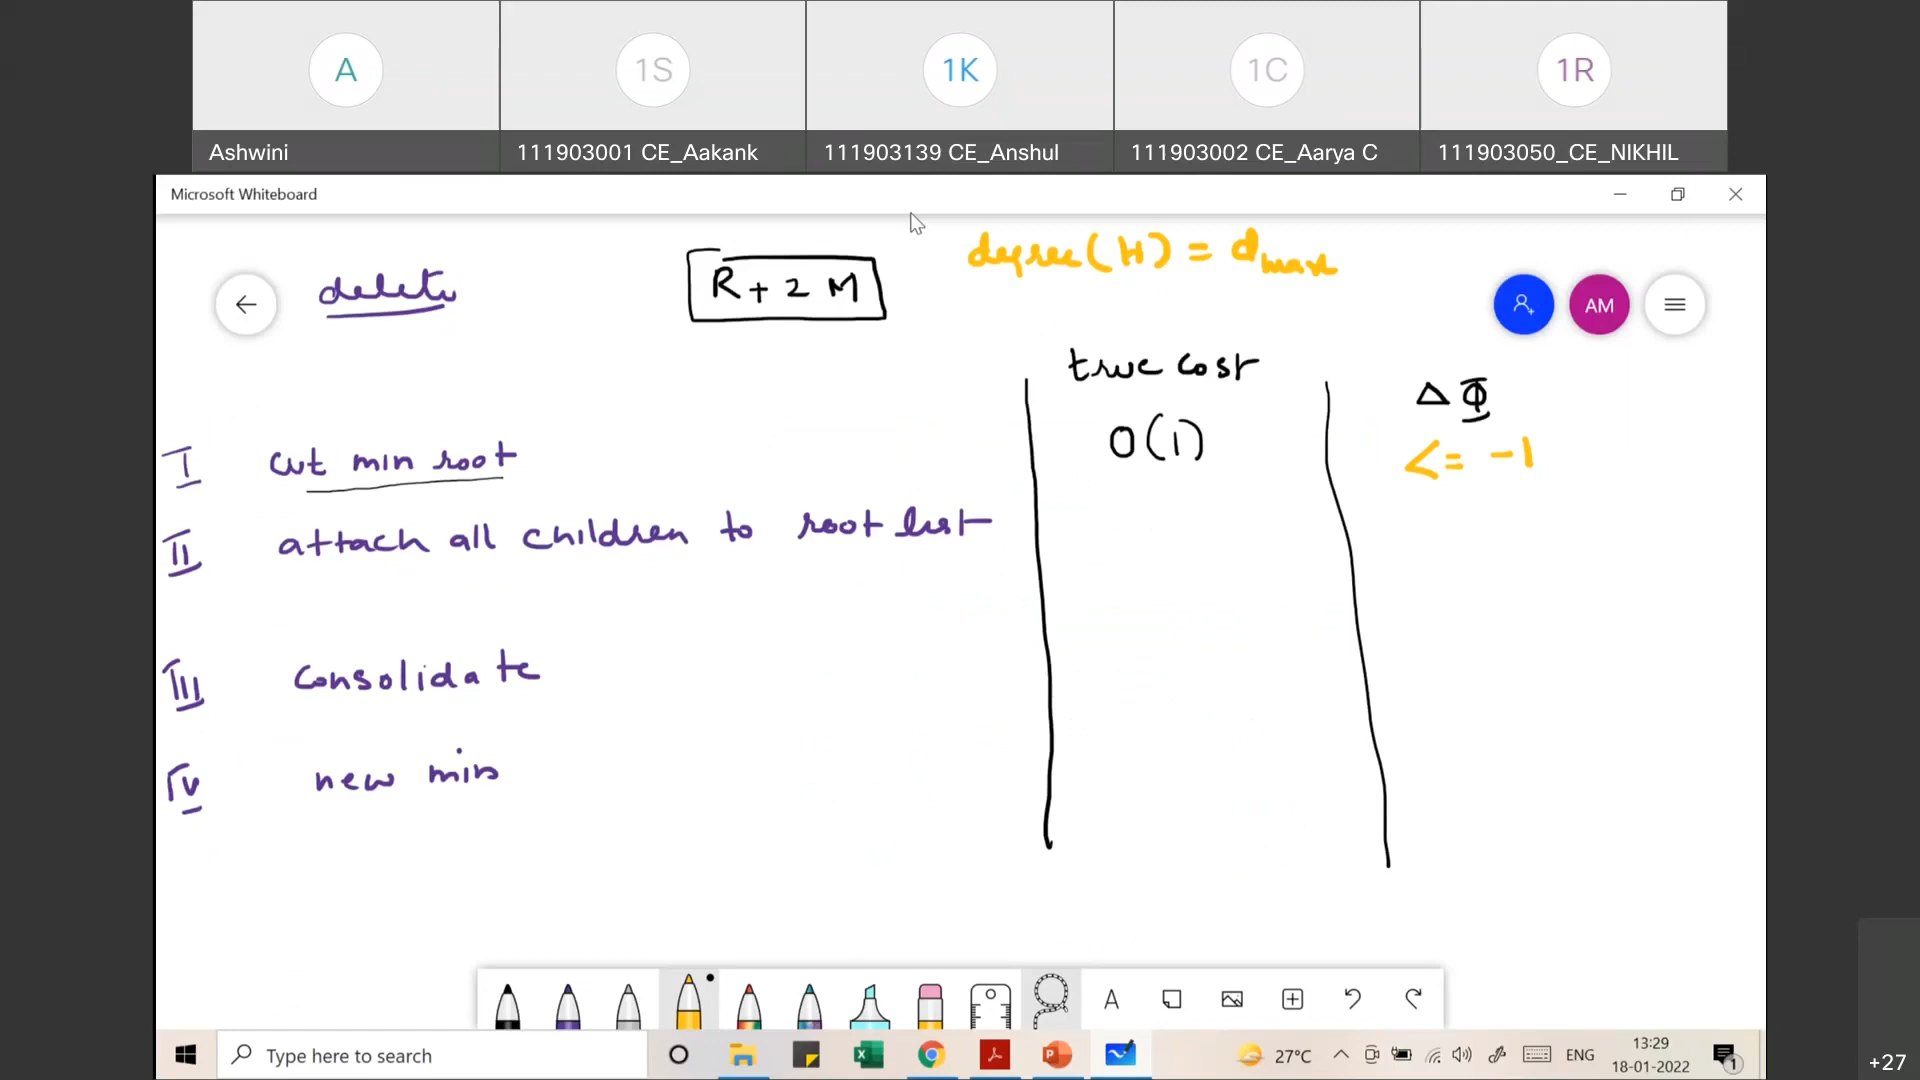 A
1S
1K
1C
1R
Ashwini
111903001 CE_Aakank
111903139 CE_Anshul
111903002 CE_Aarya C
111903050_CE_NIKHIL
Microsoft Whiteboard
degree(H) = dmax
delete
R + 2 M
AM
true cost
Δ Φ
I cut min root
O(1)
<= -1
II attach all children to root list
III Consolidate
IV new min
A
Type here to search
27°C
ENG
13:29
18-01-2022
1
+27